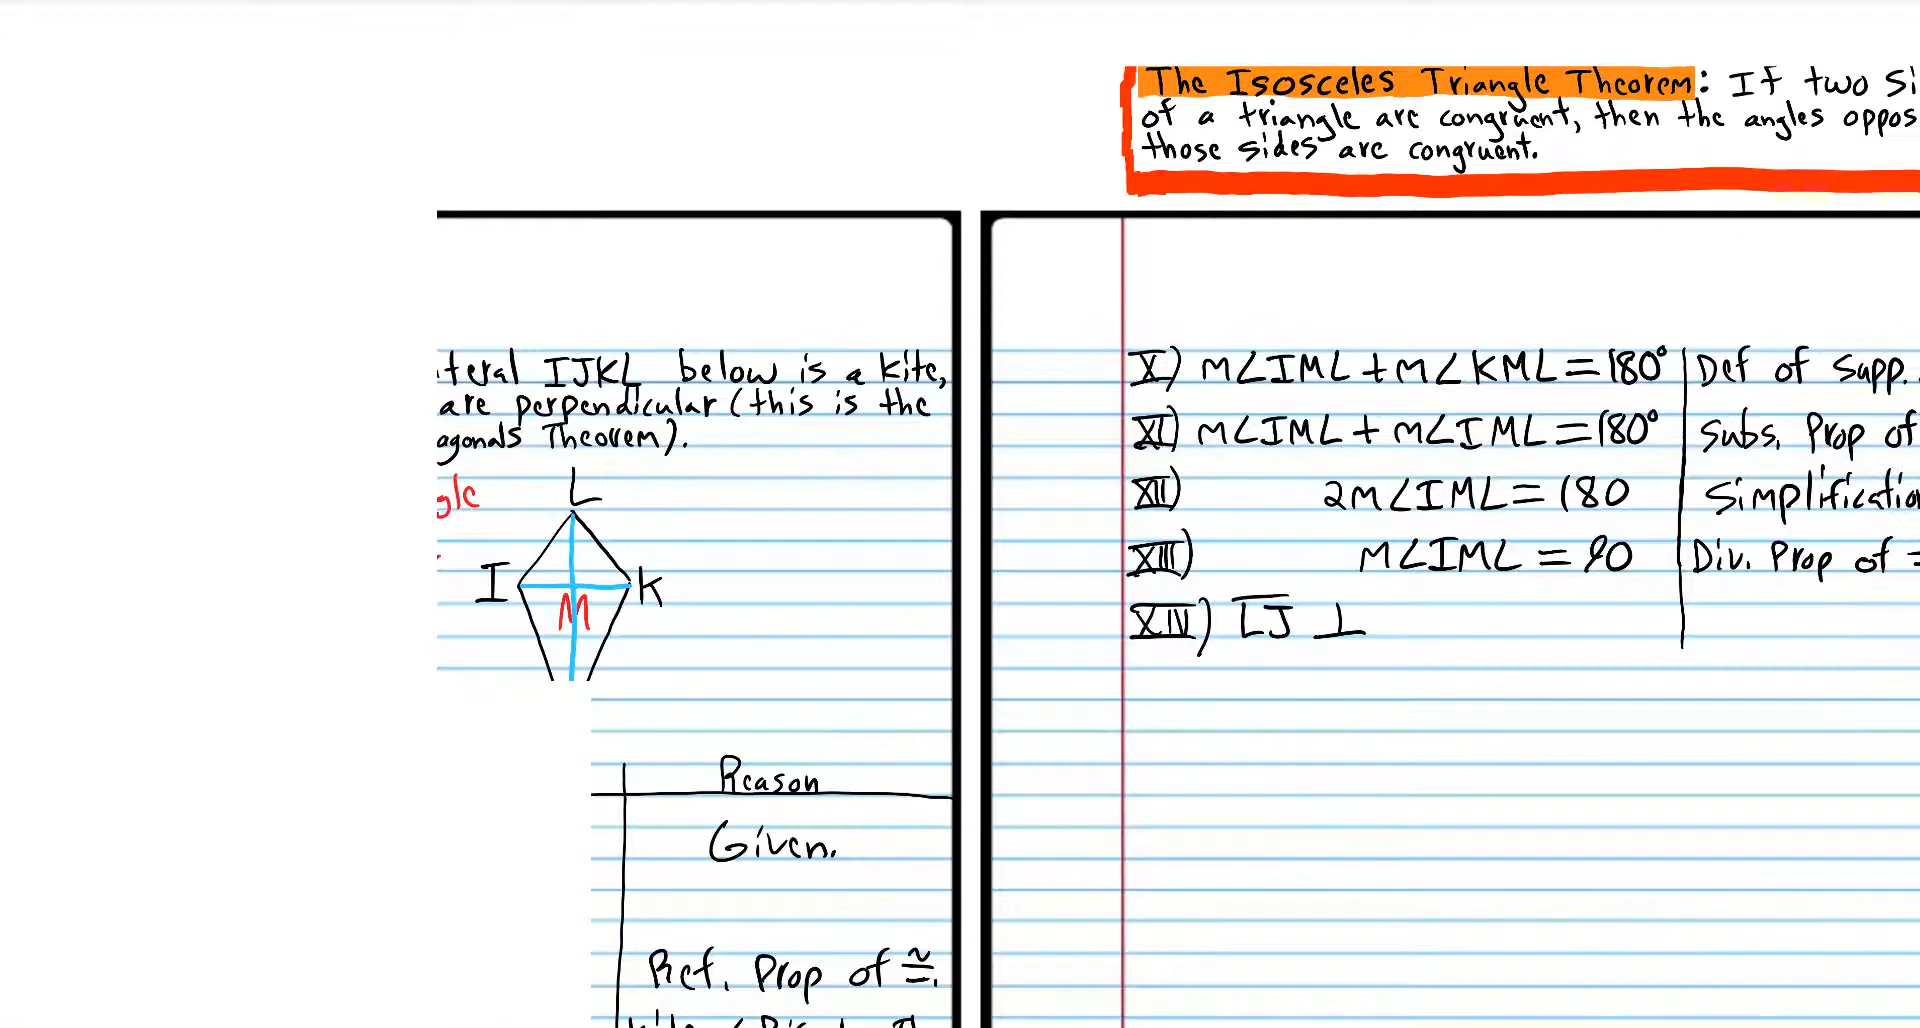 The Isosceles Triangle Theorem: If two Si
of a triangle are congruent, then the angles oppos
those sides are congruent.
teral IJKL below is a kite,
are perpendicular (this is the
agonals Theorem).
gle
L
I
K
M
Reason
Given.
Ref. Prop of ≅.
X) m∠IML + m∠KML = 180° | Def of Supp.
XI) m∠IML + m∠IML = 180° | Subs. Prop of
XII) 2m∠IML = 180 | Simplification
XIII) m∠IML = 90 | Div. Prop of =
XIV) LJ ⊥